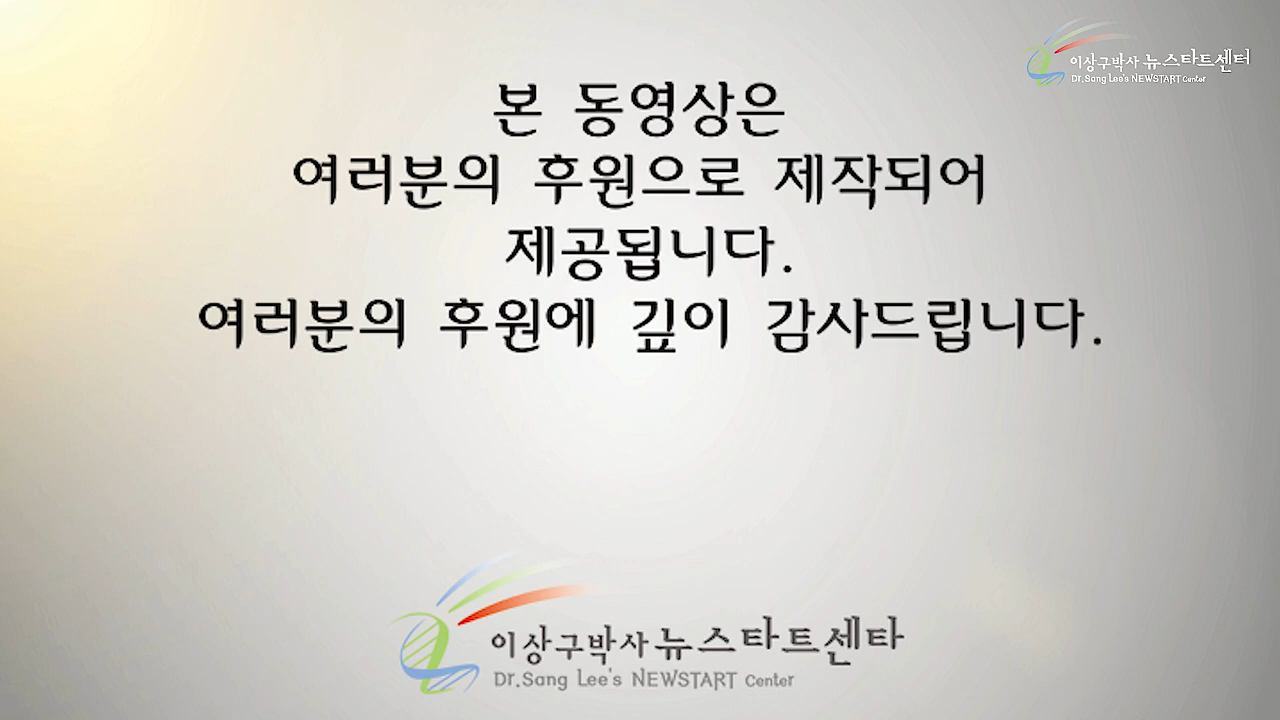 이상구박사 뉴스타트센터
Dr.Sang Lee's NEWSTART Center
본 동영상은
여러분의 후원으로 제작되어
제공됩니다.
여러분의 후원에 깊이 감사드립니다.
이상구박사 뉴스타트센타
Dr.Sang Lee's NEWSTART Center